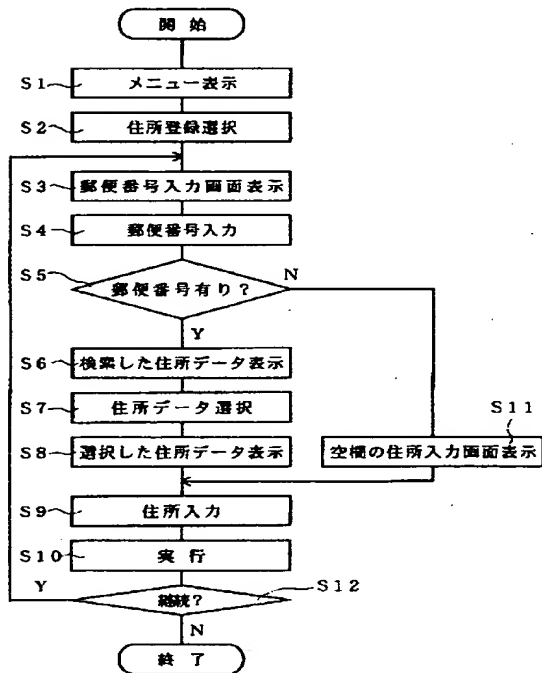 開始
S1 メニュー表示
S2 住所登録選択
S3 郵便番号入力画面表示
S4 郵便番号入力
S5 郵便番号有り?
N
Y
S6 検索した住所データ表示
S7 住所データ選択
S11
S8 選択した住所データ表示
空欄の住所入力画面表示
S9 住所入力
S10 実行
Y
継続?
S12
N
終了